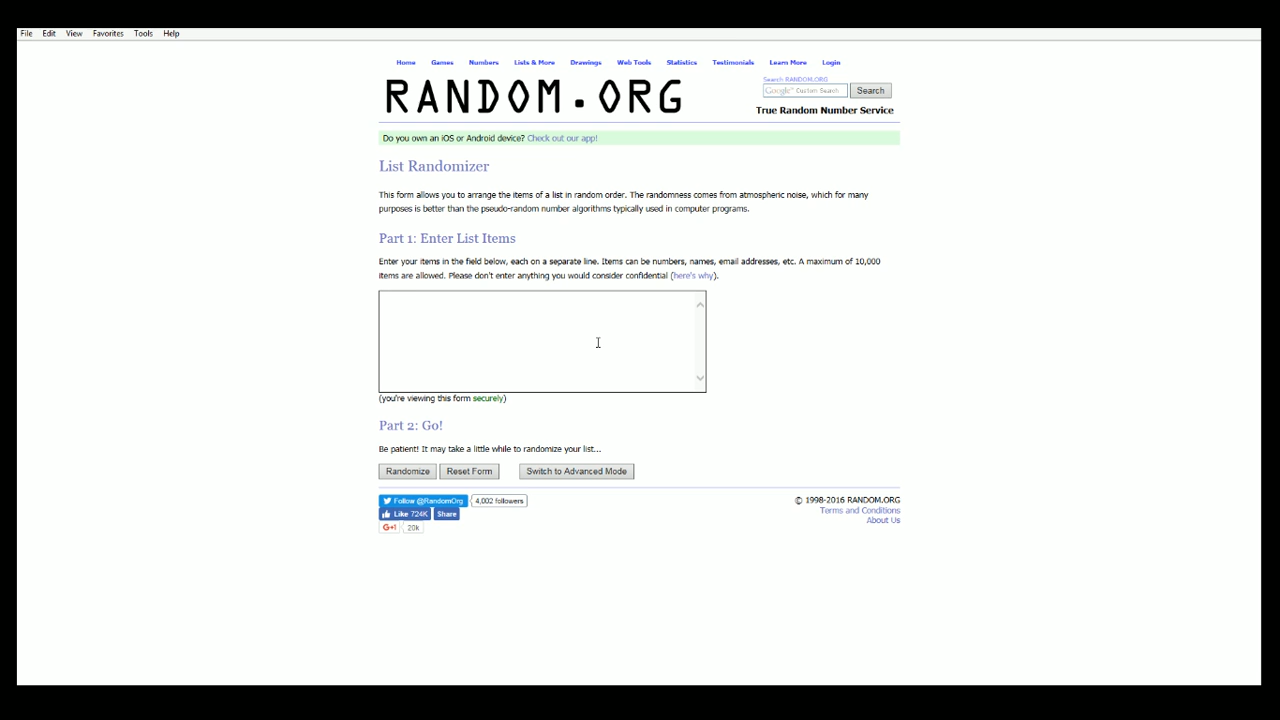 File Edit View Favorites Tools Help
Home Games Numbers Lists & More Drawings Web Tools Statistics Testimonials Learn More Login
RANDOM.ORG
Search RANDOM.ORG
Google™ Custom Search Search
True Random Number Service
Do you own an iOS or Android device? Check out our app!
List Randomizer
This form allows you to arrange the items of a list in random order. The randomness comes from atmospheric noise, which for many
purposes is better than the pseudo-random number algorithms typically used in computer programs.
Part 1: Enter List Items
Enter your items in the field below, each on a separate line. Items can be numbers, names, email addresses, etc. A maximum of 10,000
items are allowed. Please don't enter anything you would consider confidential (here's why).
(you're viewing this form securely)
Part 2: Go!
Be patient! It may take a little while to randomize your list...
Randomize Reset Form Switch to Advanced Mode
Follow @RandomOrg 4,002 followers
Like 724K Share
G+1 20k
© 1998-2016 RANDOM.ORG
Terms and Conditions
About Us